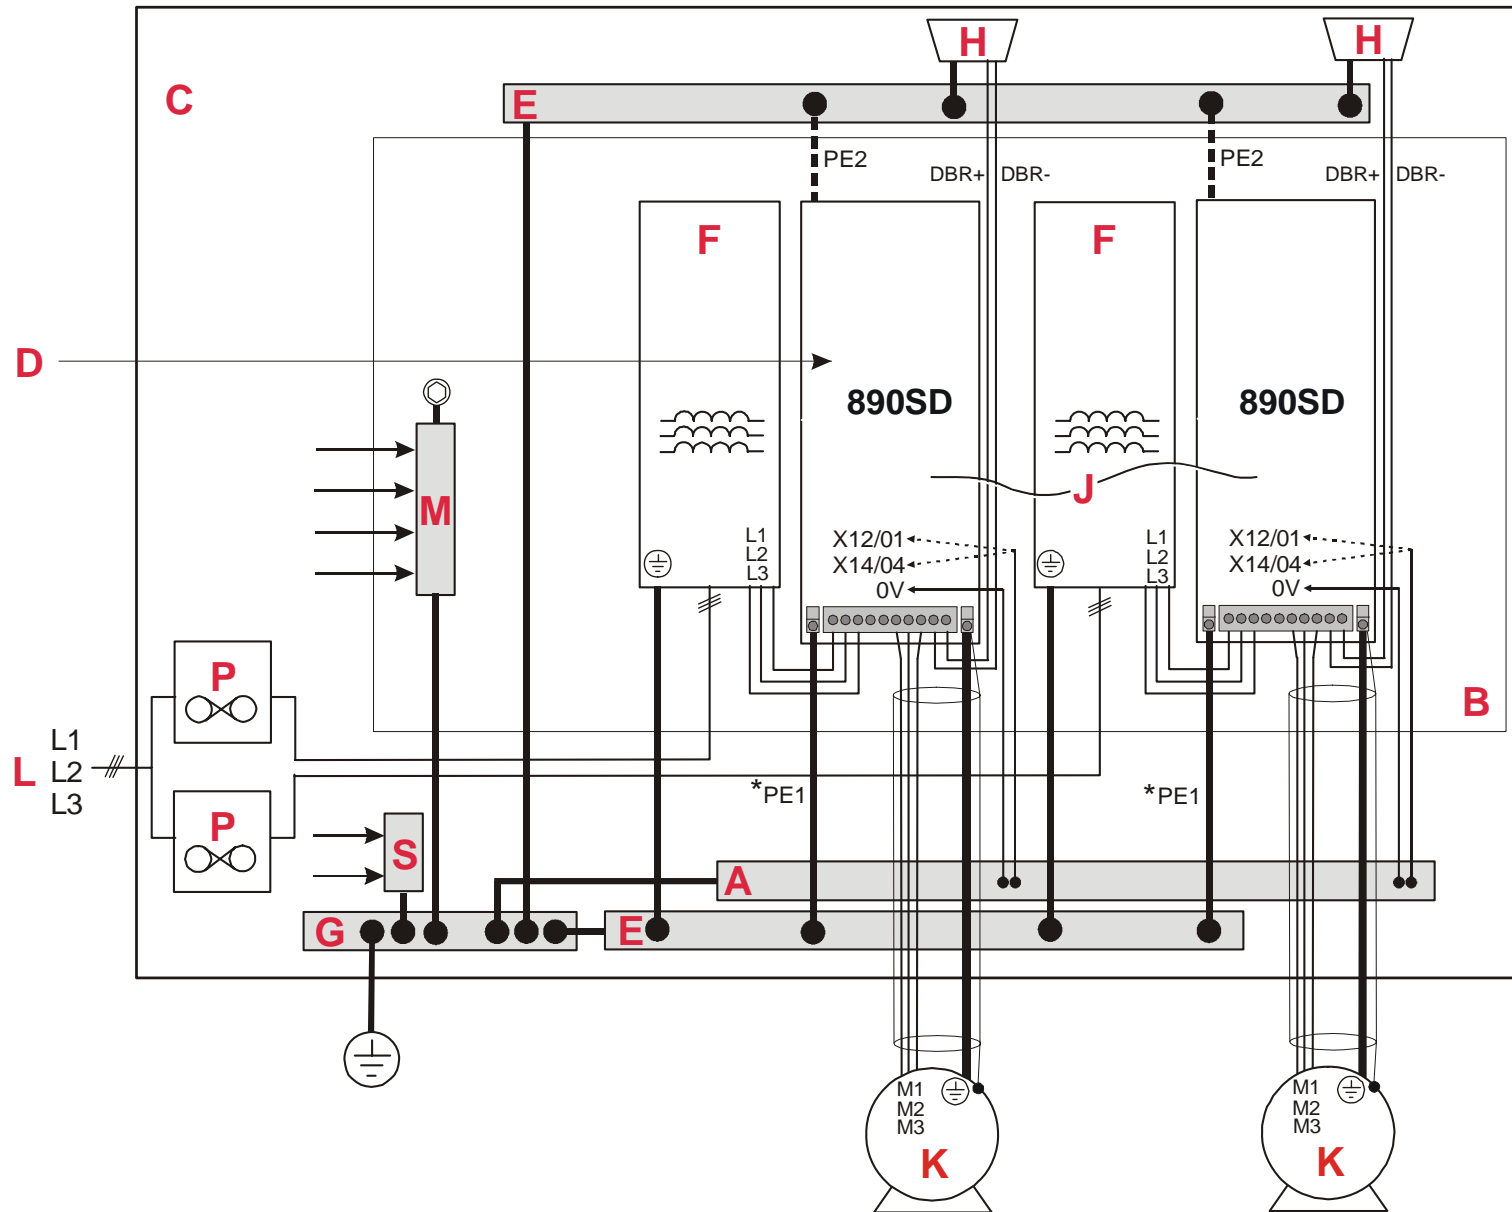 H
H
C
E
PE2
PE2
DBR+
DBR-
DBR+
DBR-
F
F
D
890SD
890SD
M
J
L1
L2
L3
X12/01
X14/04
0V
L1
L2
L3
X12/01
X14/04
0V
P
B
L
L1
L2
L3
*PE1
*PE1
P
S
A
G
E
M1
M2
M3
K
M1
M2
M3
K